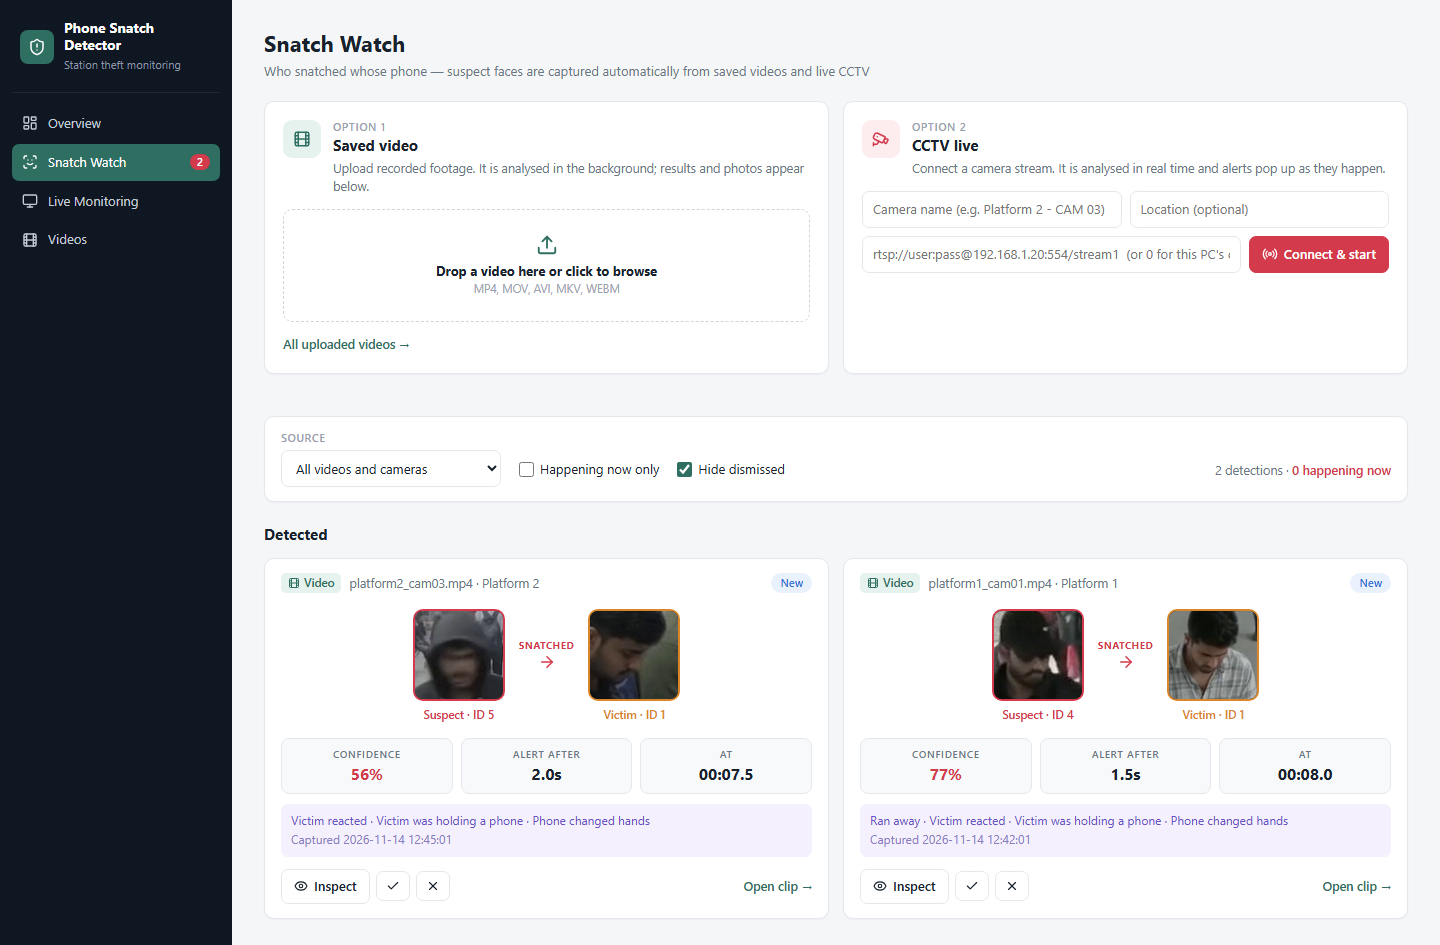 Phone Snatch
Detector
Station theft monitoring
Overview
Snatch Watch
2
Live Monitoring
Videos
Snatch Watch
Who snatched whose phone — suspect faces are captured automatically from saved videos and live CCTV
OPTION 1
Saved video
Upload recorded footage. It is analysed in the background; results and photos appear
below.
Drop a video here or click to browse
MP4, MOV, AVI, MKV, WEBM
All uploaded videos →
OPTION 2
CCTV live
Connect a camera stream. It is analysed in real time and alerts pop up as they happen.
Camera name (e.g. Platform 2 - CAM 03)
Location (optional)
rtsp://user:pass@192.168.1.20:554/stream1 (or 0 for this PC's
Connect & start
SOURCE
All videos and cameras
Happening now only
Hide dismissed
2 detections · 0 happening now
Detected
Video platform2_cam03.mp4 · Platform 2
New
SNATCHED
→
Suspect · ID 5
Victim · ID 1
CONFIDENCE
56%
ALERT AFTER
2.0s
AT
00:07.5
Victim reacted · Victim was holding a phone · Phone changed hands
Captured 2026-11-14 12:45:01
Inspect
Open clip →
Video platform1_cam01.mp4 · Platform 1
New
SNATCHED
→
Suspect · ID 4
Victim · ID 1
CONFIDENCE
77%
ALERT AFTER
1.5s
AT
00:08.0
Ran away · Victim reacted · Victim was holding a phone · Phone changed hands
Captured 2026-11-14 12:42:01
Inspect
Open clip →